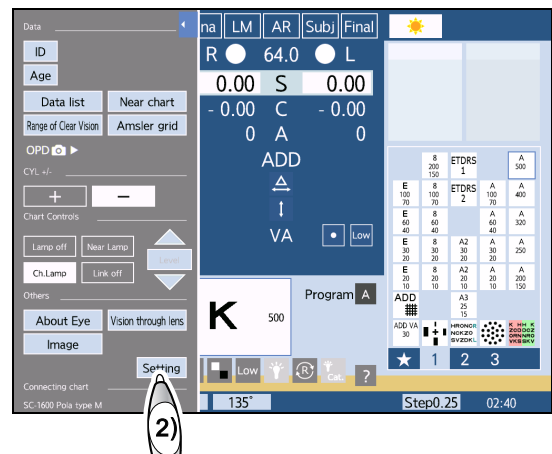 Data
ID
Age
Data list Near chart
Range of Clear Vision Amsler grid
OPD
CYL +/-
+ −
Chart Controls
Lamp off Near Lamp
Level
Ch.Lamp Link off
Others
About Eye Vision through lens
Image
Setting
Connecting chart
SC-1600 Pola type M
2)
na LM AR Subj Final
R 64.0 L
0.00 S 0.00
- 0.00 C - 0.00
0 A 0
ADD
VA Low
K 500
Program A
Low R Cat. ?
135°
8 200 150
ETDRS 1
A 500
E 100 70
8 100 70
ETDRS 2
A 100 70
A 400
E 60 40
8 60 40
A 60 40
A 320
E 30 20
8 30 20
A2 30 20
A 30 20
A 250
E 20 10
8 20 10
A2 20 10
A 20 10
A 200 150
ADD
A3 25 15
ADD VA 30
HRONCK
NCKZO
SVZDKL
1 2 3
Step0.25 02:40